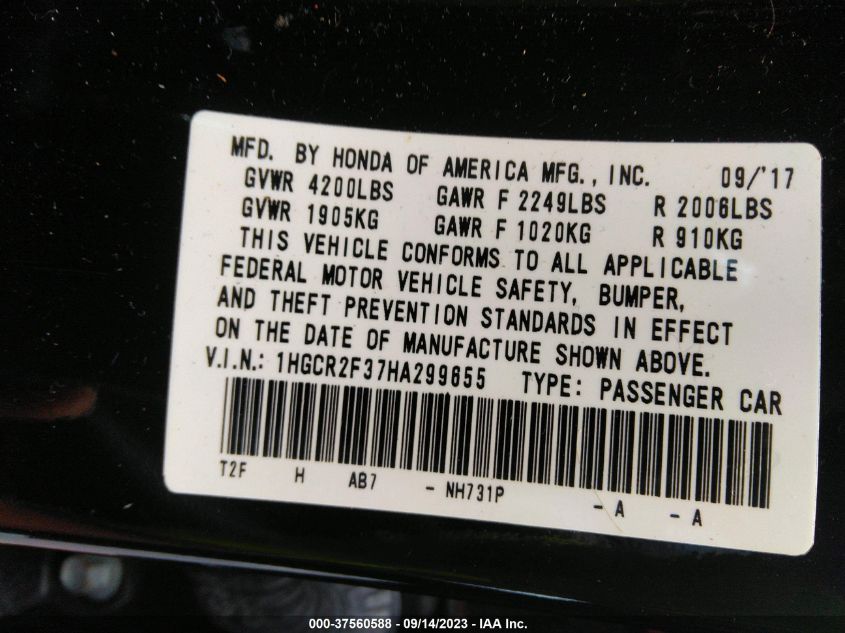 MFD. BY HONDA OF AMERICA MFG., INC. 09/'17
GVWR 4200LBS GAWR F 2249LBS R 2006LBS
GVWR 1905KG GAWR F 1020KG R 910KG
THIS VEHICLE CONFORMS TO ALL APPLICABLE
FEDERAL MOTOR VEHICLE SAFETY, BUMPER,
AND THEFT PREVENTION STANDARDS IN EFFECT
ON THE DATE OF MANUFACTURE SHOWN ABOVE.
V.I.N.: 1HGCR2F37HA299655 TYPE: PASSENGER CAR
T2F H AB7 - NH731P - A - A
000-37560588 - 09/14/2023 - IAA Inc.